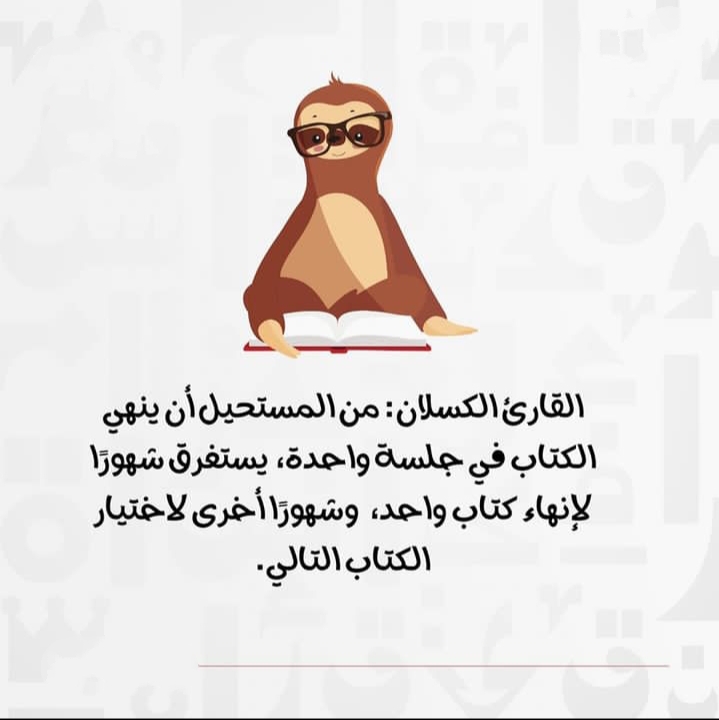 القارئ الكسلان: من المستحيل أن ينهي
الكتاب في جلسة واحدة، يستغرق شهورًا
لإنهاء كتاب واحد، وشهورًا أخرى لاختيار
الكتاب التالي.